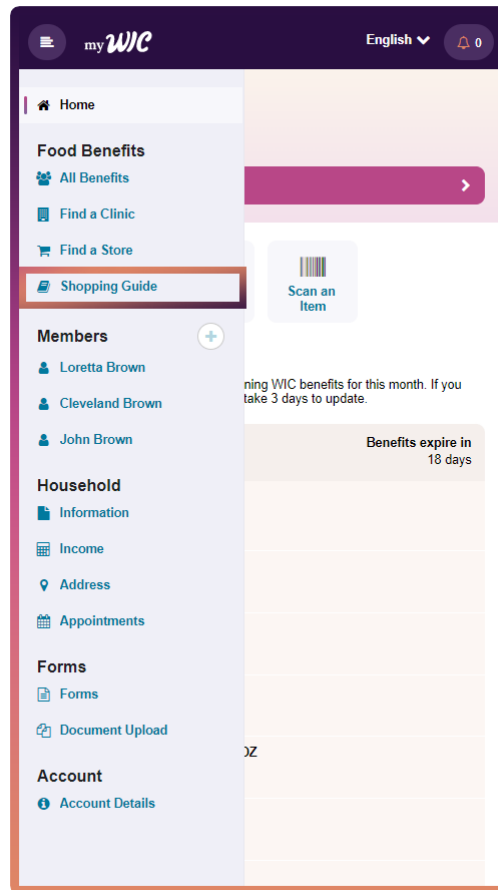 my WIC
English
0
Home
Food Benefits
All Benefits
Find a Clinic
Find a Store
Shopping Guide
Scan an
Item
Members
Loretta Brown
ning WIC benefits for this month. If you
Cleveland Brown
take 3 days to update.
John Brown
Benefits expire in
18 days
Household
Information
Income
Address
Appointments
Forms
Forms
Document Upload
OZ
Account
Account Details